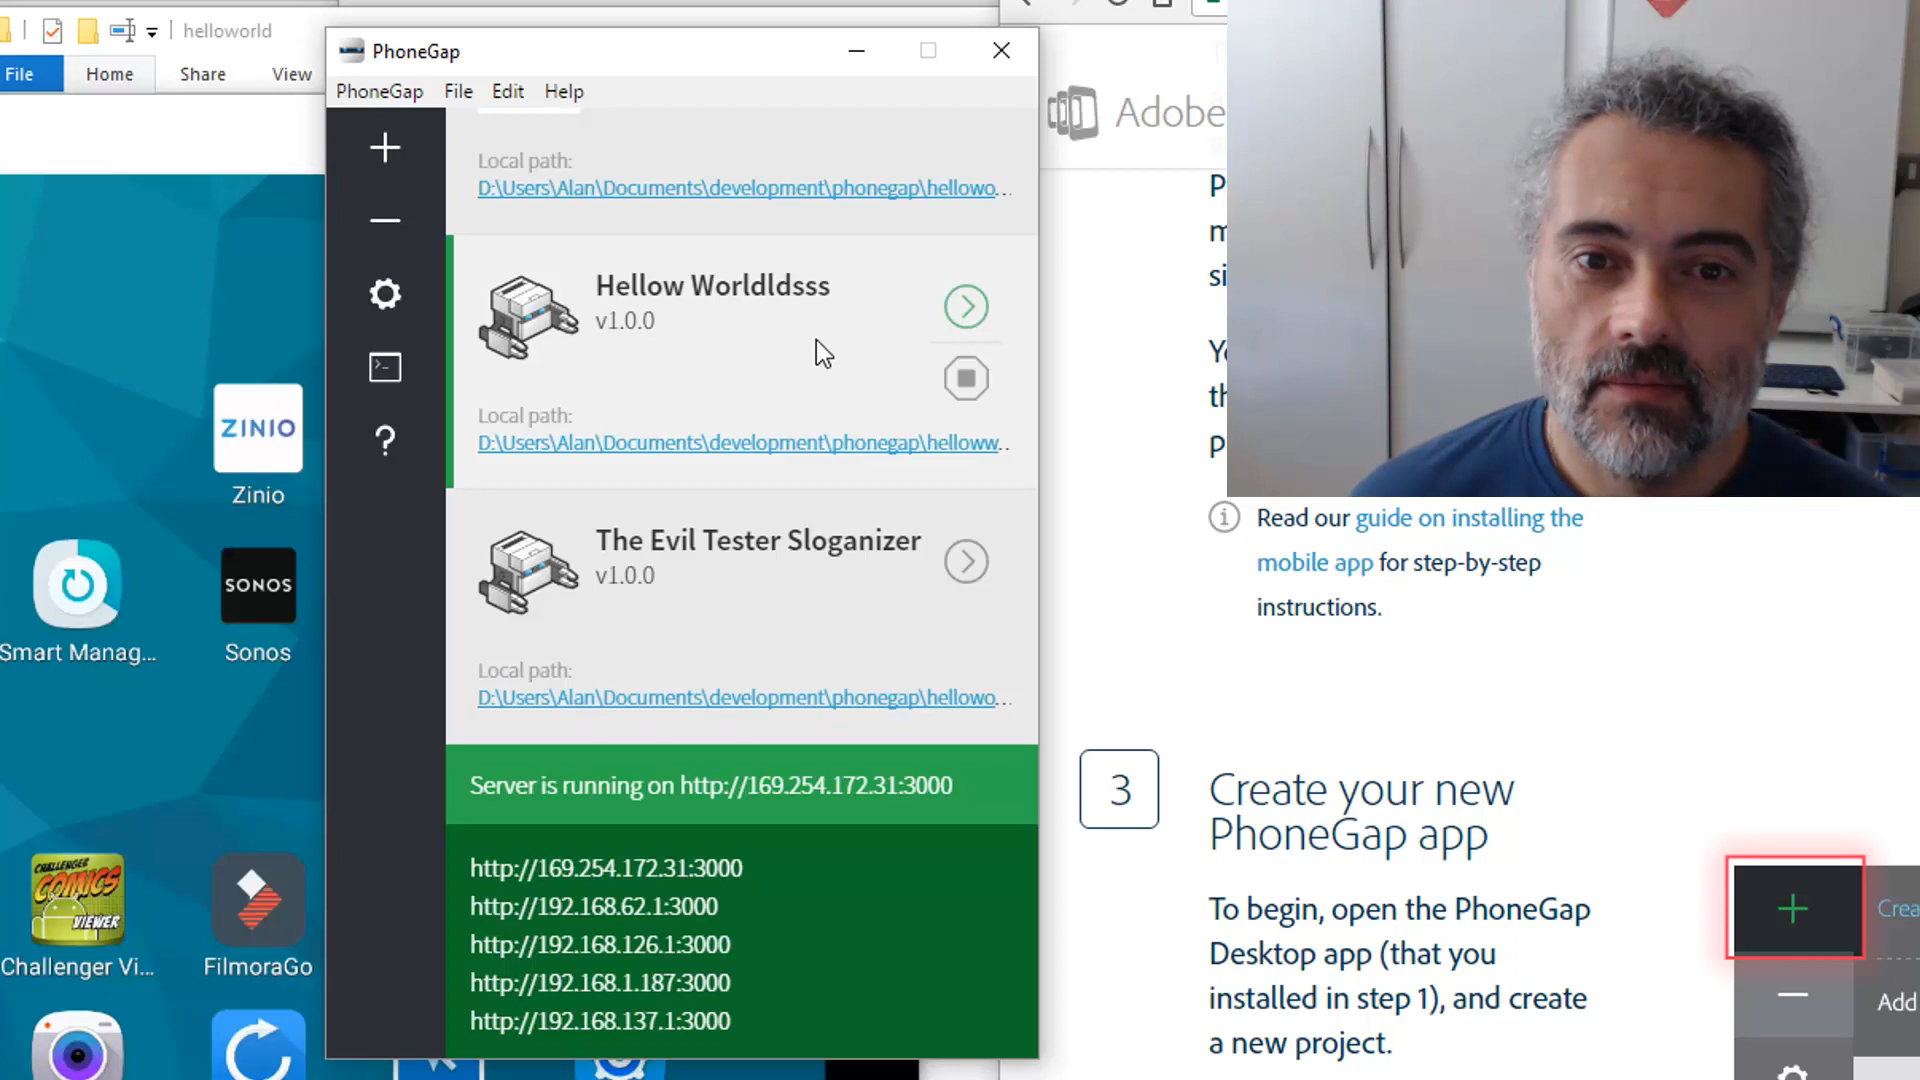 helloworld
File Home Share View
PhoneGap
PhoneGap File Edit Help
Local path:
D:\Users\Alan\Documents\development\phonegap\hellowo...
Hellow Worldldsss
v1.0.0
Local path:
D:\Users\Alan\Documents\development\phonegap\helloww...
The Evil Tester Sloganizer
v1.0.0
Local path:
D:\Users\Alan\Documents\development\phonegap\hellowo...
Server is running on http://169.254.172.31:3000
http://169.254.172.31:3000
http://192.168.62.1:3000
http://192.168.126.1:3000
http://192.168.1.187:3000
http://192.168.137.1:3000
ZINIO
Zinio
Smart Manag...
SONOS
Sonos
CHALLENGER
COMICS
VIEWER
Challenger Vi...
FilmoraGo
Adobe
Read our guide on installing the
mobile app for step-by-step
instructions.
3
Create your new
PhoneGap app
To begin, open the PhoneGap
Desktop app (that you
installed in step 1), and create
a new project.
Crea
Add